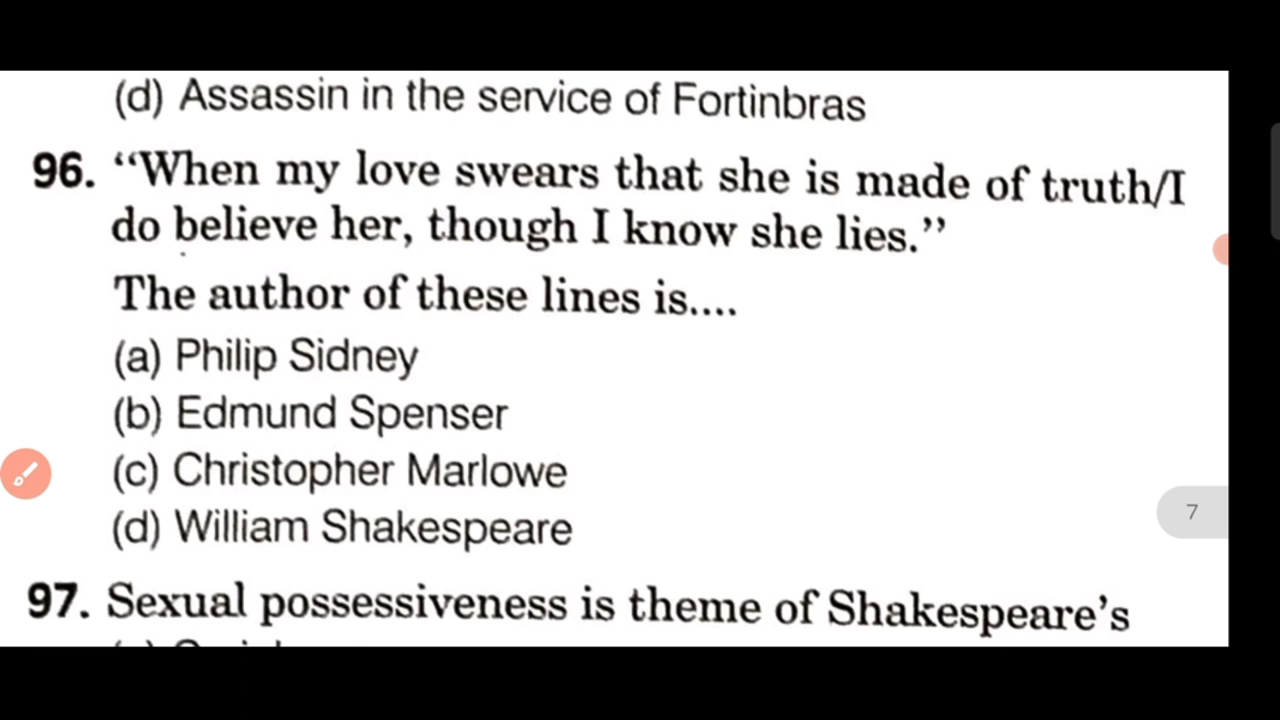 (d) Assassin in the service of Fortinbras
96. “When my love swears that she is made of truth/I
do believe her, though I know she lies.”
The author of these lines is....
(a) Philip Sidney
(b) Edmund Spenser
(c) Christopher Marlowe
(d) William Shakespeare
7
97. Sexual possessiveness is theme of Shakespeare’s